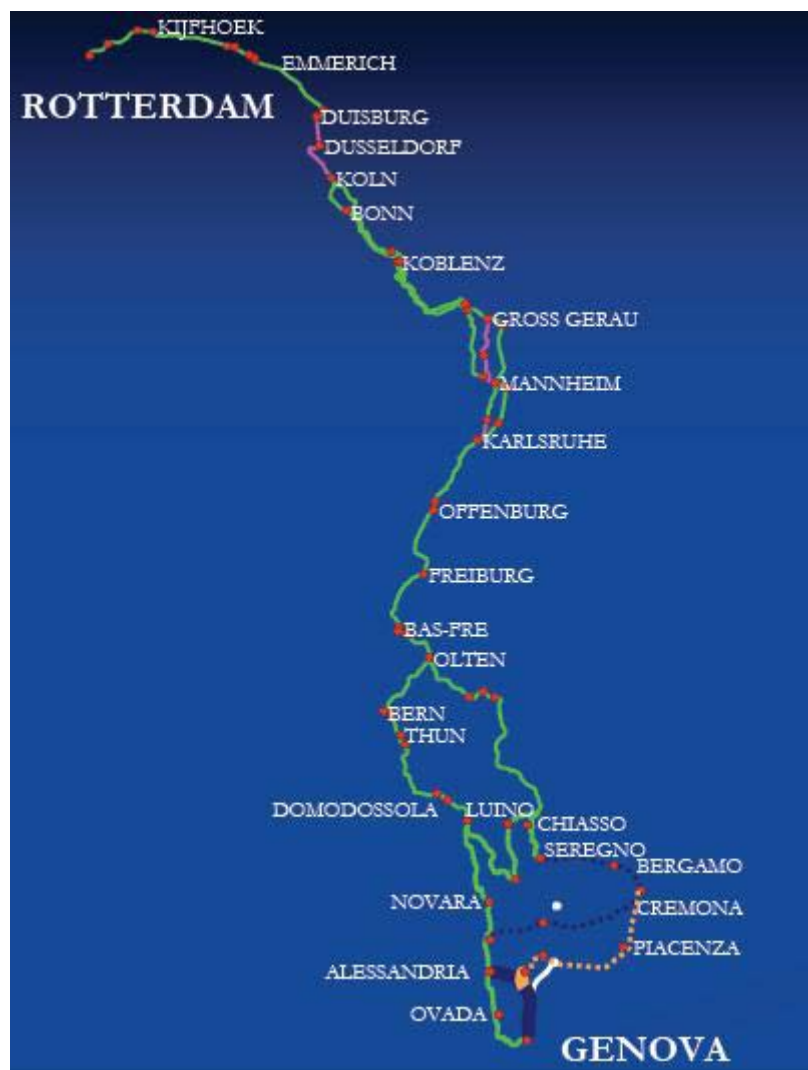 KIJFHOEK
EMMERICH
ROTTERDAM
DUISBURG
DUSSELDORF
KOLN
BONN
KOBLENZ
GROSS GERAU
MANNHEIM
KARLSRUHE
OFFENBURG
FREIBURG
BAS-FRE
OLTEN
BERN
THUN
DOMODOSSOLA
LUINO
CHIASSO
SEREGNO
BERGAMO
NOVARA
CREMONA
PIACENZA
ALESSANDRIA
OVADA
GENOVA